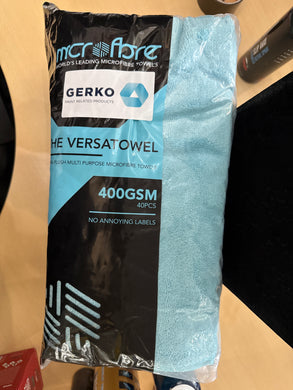 microfibre
WORLD'S LEADING MICROFIBRE TOWELS
GERKO
PAINT RELATED PRODUCTS
HE VERSATOWEL
PLUSH MULTI PURPOSE MICROFIBRE TOWEL
400GSM
40PCS
NO ANNOYING LABELS